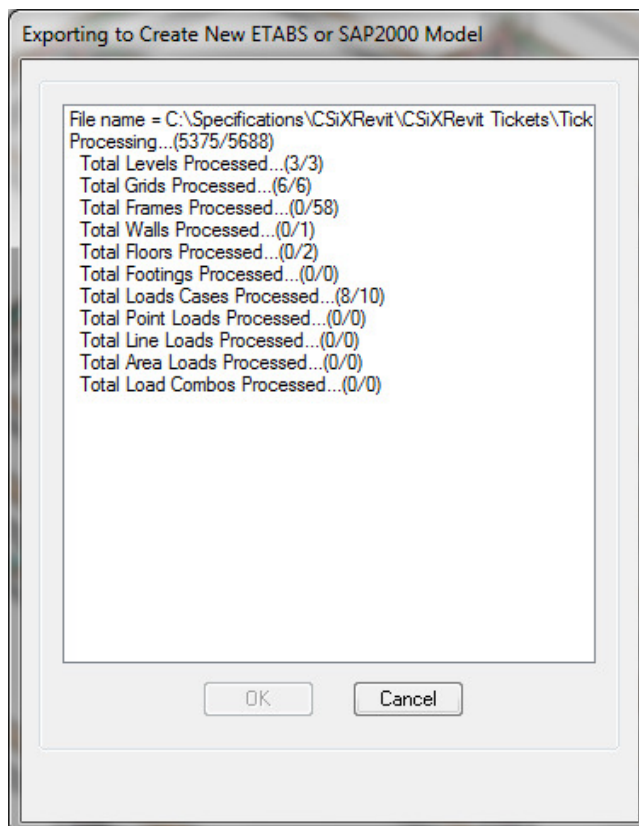 Exporting to Create New ETABS or SAP2000 Model
File name = C:\Specifications\CSiXRevit\CSiXRevit Tickets\Tick
Processing...(5375/5688)
Total Levels Processed...(3/3)
Total Grids Processed...(6/6)
Total Frames Processed...(0/58)
Total Walls Processed...(0/1)
Total Floors Processed...(0/2)
Total Footings Processed...(0/0)
Total Loads Cases Processed...(8/10)
Total Point Loads Processed...(0/0)
Total Line Loads Processed...(0/0)
Total Area Loads Processed...(0/0)
Total Load Combos Processed...(0/0)
OK Cancel